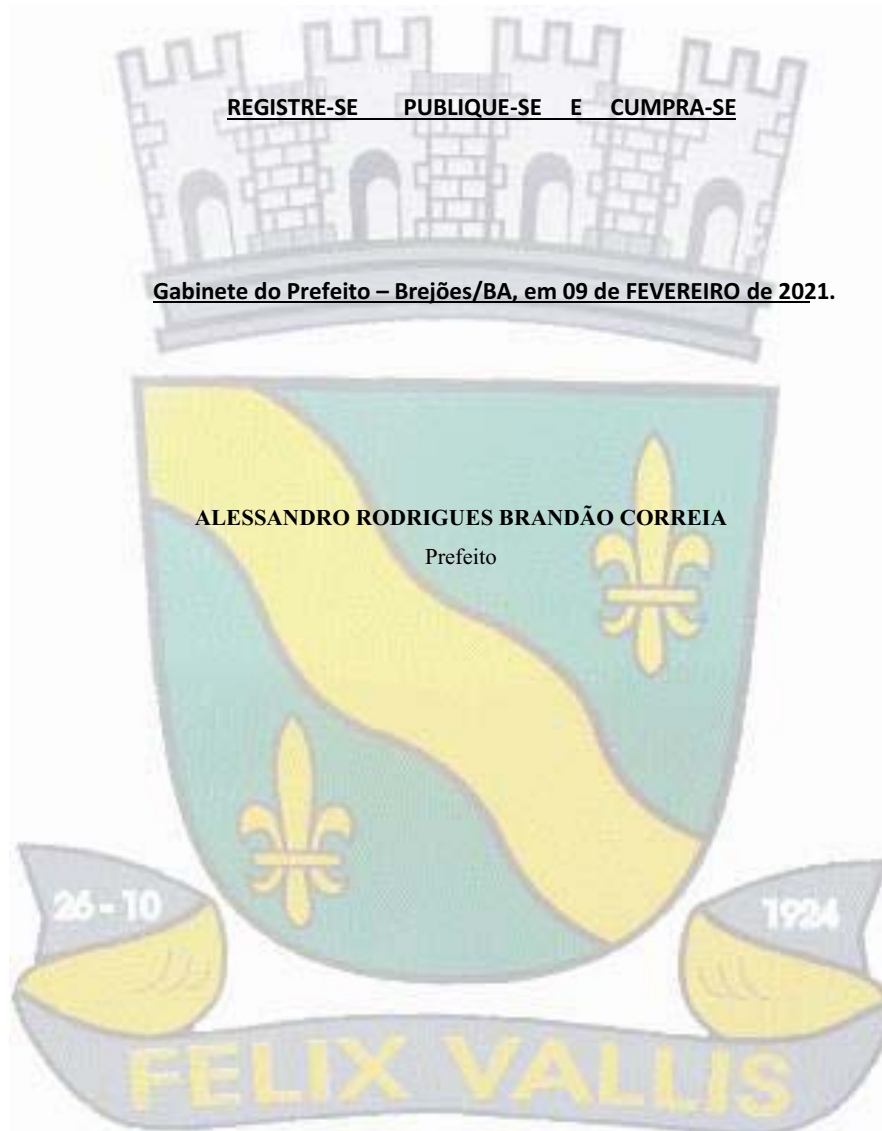 REGISTRE-SE PUBLIQUE-SE E CUMPRA-SE
Gabinete do Prefeito – Brejões/BA, em 09 de FEVEREIRO de 2021.
ALESSANDRO RODRIGUES BRANDÃO CORREIA
Prefeito
26 - 10
1924
FELIX VALLIS